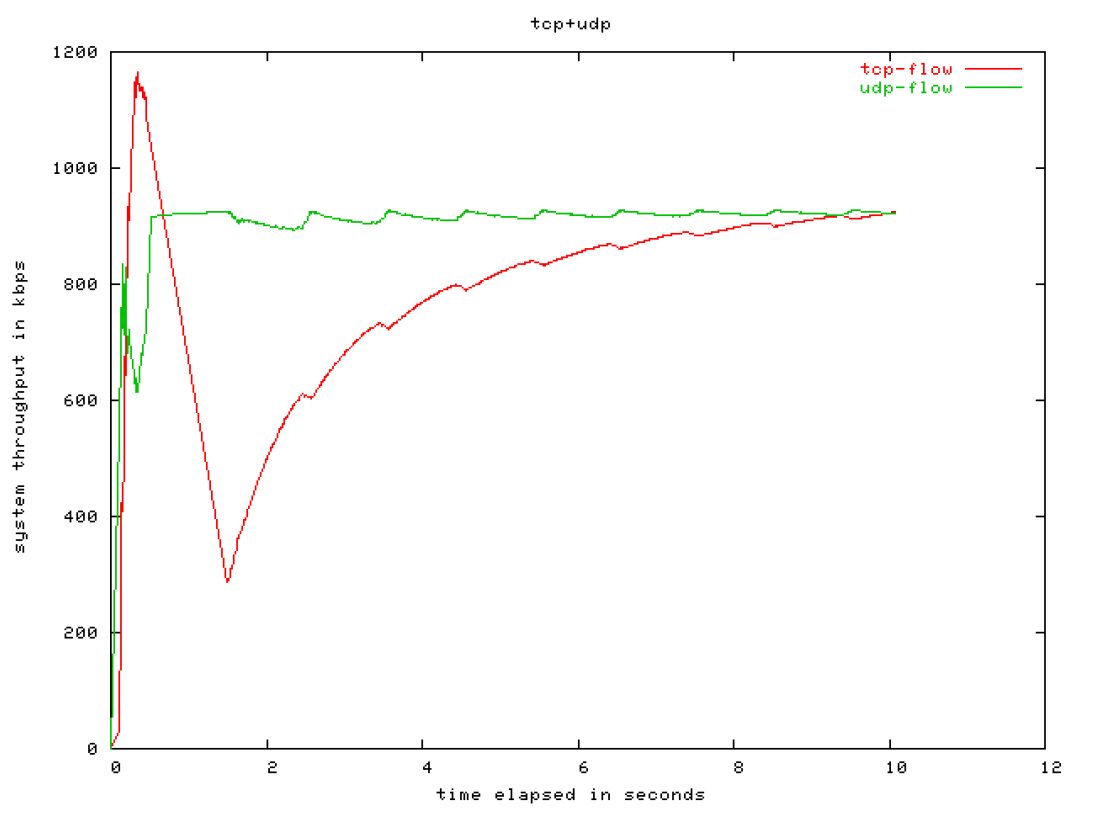 tcp+udp
1200
tcp-flow
udp-flow
1000
800
600
400
200
0
system throughput in kbps
0 2 4 6 8 10 12
time elapsed in seconds